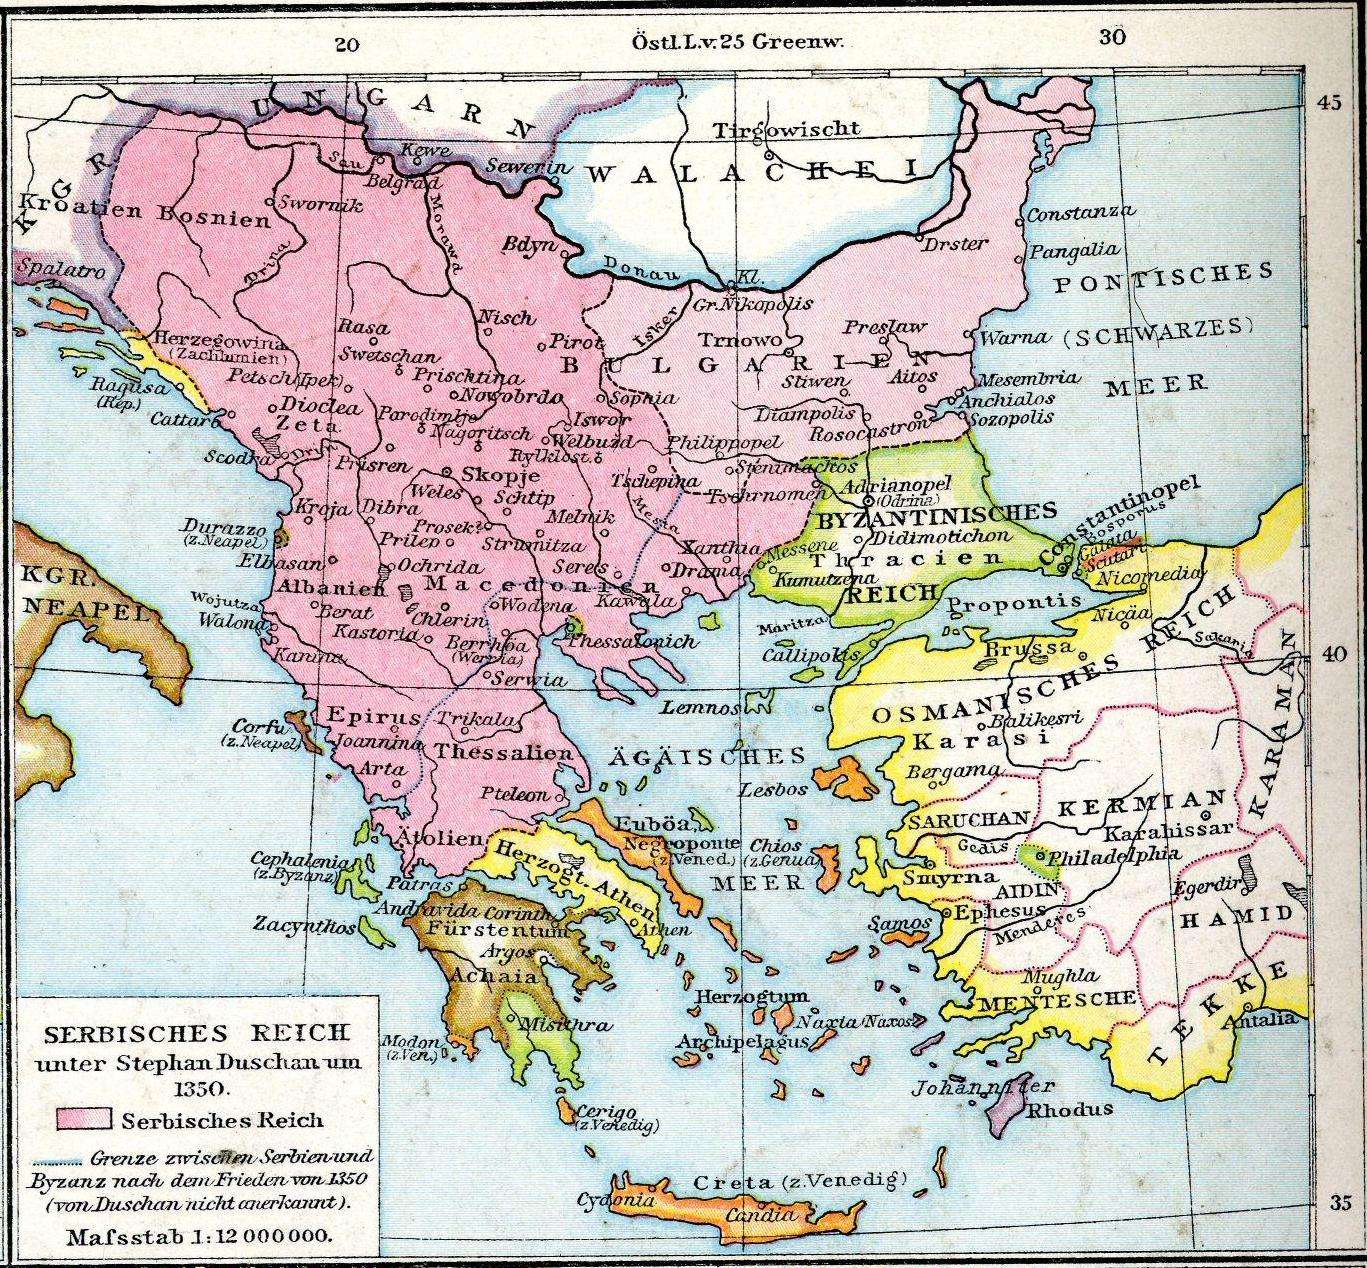 20
Östl.L.v.25 Greenw.
30
45
40
35
UNGARN
KGR.
Kroatien
Bosnien
Spalatro
Sau
Kewe
Belgrad
Sewerin
Swornik
Drina
Morawa
Bdyn
Tirgowischt
WALACHEI
Donau
Kl.
Gr.Nikopolis
Drster
Constanza
Pangalia
PONTISCHES
(SCHWARZES)
MEER
Herzegowina
(Zachlumien)
Ragusa
(Rep.)
Cattaro
Rasa
Swetschan
Nisch
Pirot
Isker
Trnowo
Preslaw
Warna
BULGARIEN
Petsch(Ipek)
Prischtina
Nowobrdo
Sophia
Sliwen
Aitos
Mesembria
Anchialos
Sozopolis
Dioclea
Zeta
Parodimlje
Nagoritsch
Iswor
Welbuzd
Rylklost.
Diampolis
Rosocastron
Philippopel
Stenimachos
Scodra
Drin
Prisren
Skopje
Tschepina
Tschrnomen
Adrianopel
(Odrina)
Kroja
Dibra
Weles
Schtip
Prosek
Melnik
Mesta
Durazzo
(z.Neapel)
Prilep
Strumitza
Xanthia
Messene
BYZANTINISCHES
Didimotichon
Thracien
REICH
Constantinopel
Bosporus
Galata
Scutari
Elbasan
Albanien
Ochrida
Macedonien
Seres
Drama
Kumutzena
Nicomedia
Wojutza
Walona
Berat
Chlerin
Wodena
Kawala
Maritza
Propontis
Nicäa
Kanina
Kastoria
Berrhöa
(Werria)
Thessalonich
Callipolis
Brussa
Sakaria
KGR.
NEAPEL
Serwia
Lemnos
OSMANISCHES REICH
KARAMAN
Corfu
(z.Neapel)
Epirus
Trikala
Joannina
Thessalien
ÄGÄISCHES
Balikesri
Karasi
Arta
Pteleon
Lesbos
Bergama
Ätolien
Euböa,
Negroponte
(z.Vened.)
Chios
(z.Genua)
SARUCHAN
KERMIAN
Karahissar
Gedis
Philadelphia
Cephalenia
(z.Byzanz)
Patras
Herzogt. Athen
Athen
MEER
Smyrna
AIDIN
Egerdir
Zacynthos
Andravida
Corinth
Fürstentum
Argos
Achaia
Samos
Ephesus
Menderes
HAMID
Mughla
MENTESCHE
TEKKE
Antalia
Misithra
Modon
(z.Ven.)
Herzogtum
Naxia Naxos
Archipelagus
Johanniter
Rhodus
Cerigo
(z.Venedig)
Creta (z.Venedig)
Cydonia
Candia
SERBISCHES REICH
unter Stephan Duschan um
1350.
Serbisches Reich
Grenze zwischen Serbien und
Byzanz nach dem Frieden von 1350
(von Duschan nicht anerkannt).
Maſsstab 1:12 000 000.